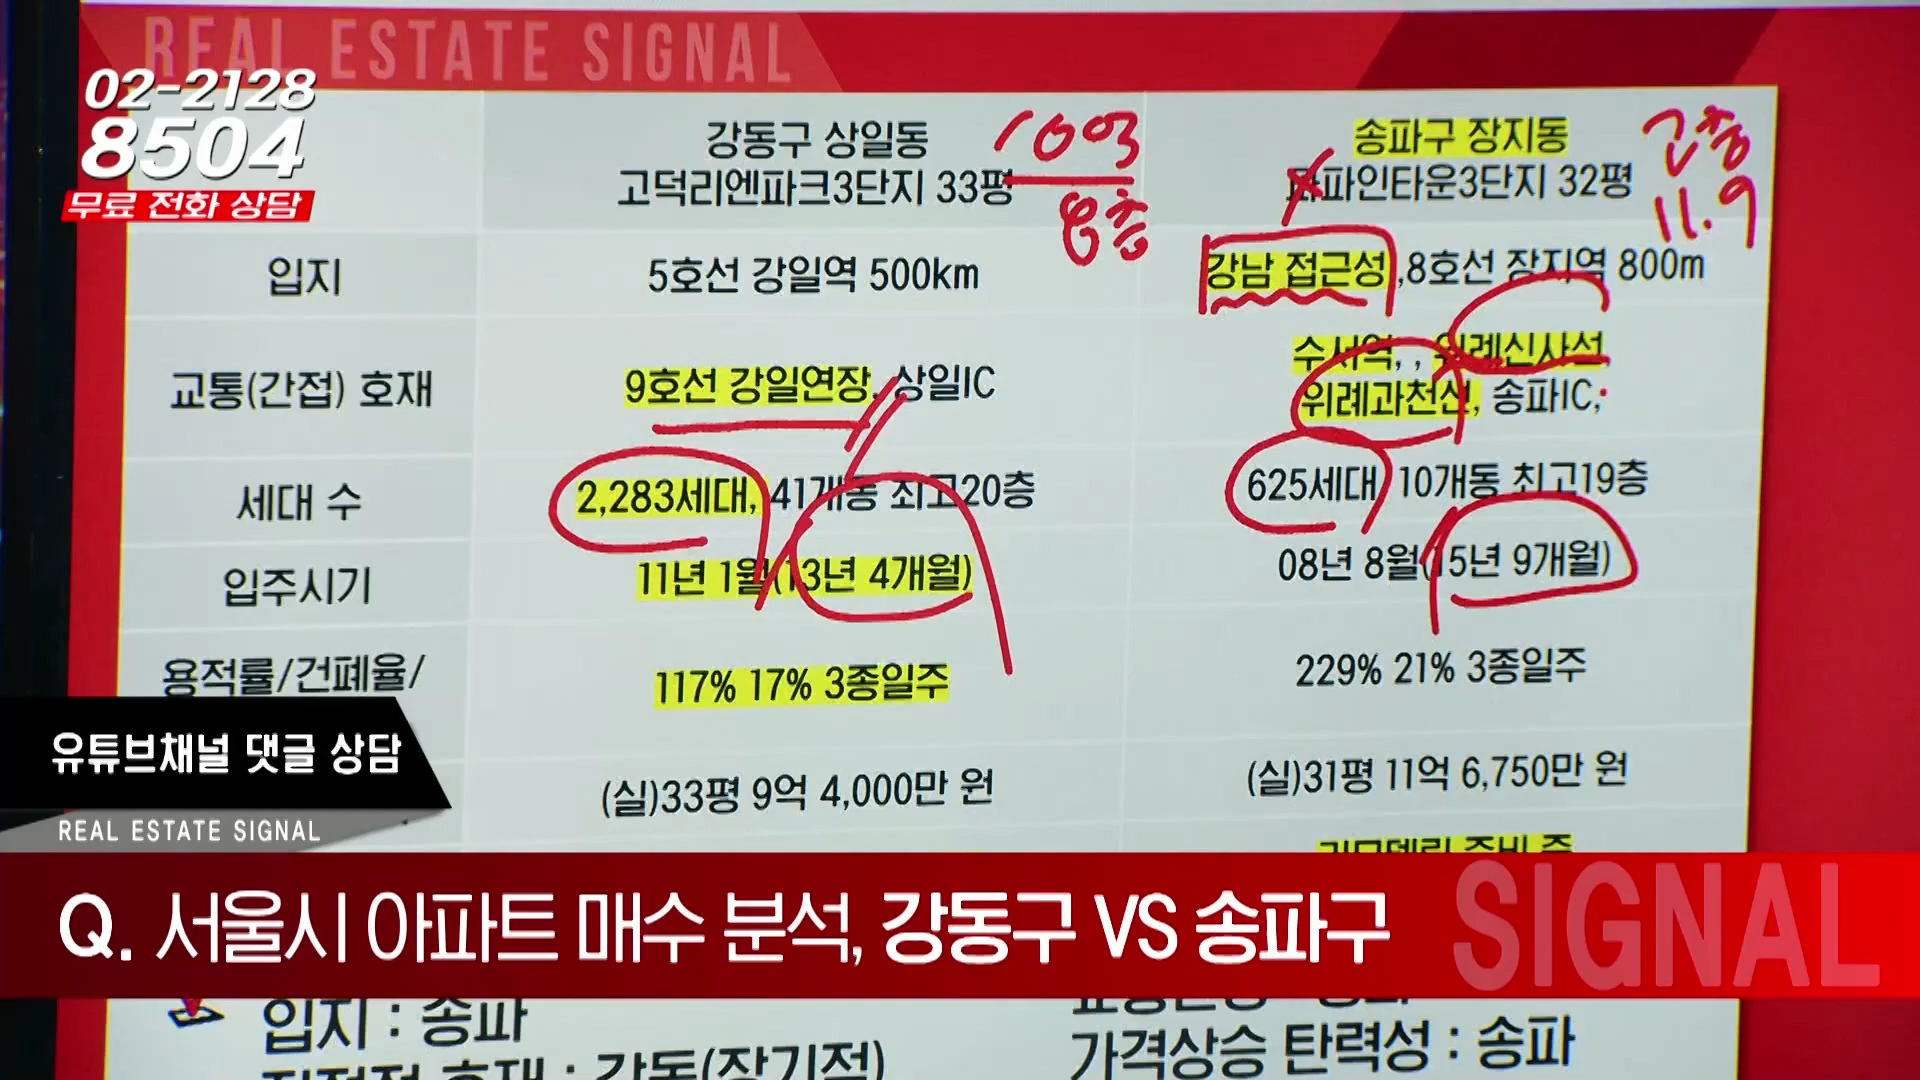 REAL ESTATE SIGNAL
02-2128
8504
무료 전화 상담
강동구 상일동
고덕리엔파크3단지 33평
10억
8층
송파구 장지동
파인타운3단지 32평
고층
11.9
입지
5호선 강일역 500km
강남 접근성 ,8호선 장지역 800m
교통(간접) 호재
9호선 강일연장, 상일IC
수서역, , 위례신사선
위례과천선, 송파IC,
세대 수
2,283세대, 41개동 최고20층
625세대 10개동 최고19층
입주시기
11년 1월(13년 4개월)
08년 8월(15년 9개월)
용적률/건폐율/
117% 17% 3종일주
229% 21% 3종일주
(실)33평 9억 4,000만 원
(실)31평 11억 6,750만 원
리모델링 준비 중
유튜브채널 댓글 상담
REAL ESTATE SIGNAL
Q. 서울시 아파트 매수 분석, 강동구 VS 송파구
SIGNAL
입지 : 송파
가격상승 탄력성 : 송파